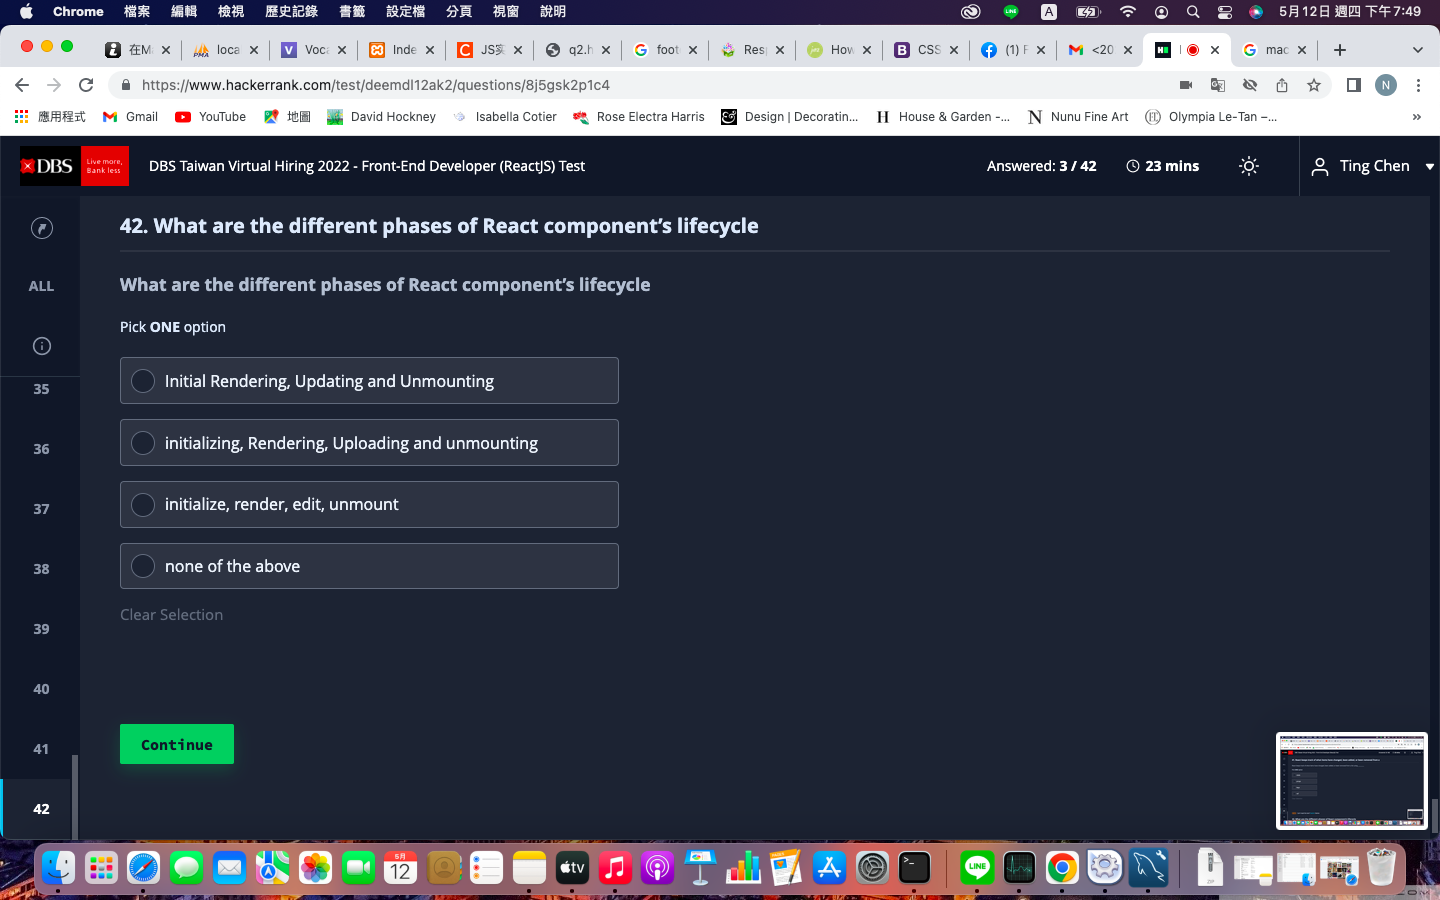 Chrome 檔案 編輯 檢視 歷史記錄 書籤 設定檔 分頁 視窗 說明 LINE A 5月12日 週四 下午7:49
在M loca Voca Inde JS實 q2.h foot Resp How CSS (1) F <20 mac
https://www.hackerrank.com/test/deemdl12ak2/questions/8j5gsk2p1c4 N
應用程式 Gmail YouTube 地圖 David Hockney Isabella Cotier Rose Electra Harris Design | Decoratin... House & Garden -... Nunu Fine Art Olympia Le-Tan –... »
DBS Live more, Bank less DBS Taiwan Virtual Hiring 2022 - Front-End Developer (ReactJS) Test Answered: 3 / 42 23 mins Ting Chen
42. What are the different phases of React component’s lifecycle
ALL
What are the different phases of React component’s lifecycle
Pick ONE option
35
36
37
38
39
40
41
42
Initial Rendering, Updating and Unmounting
initializing, Rendering, Uploading and unmounting
initialize, render, edit, unmount
none of the above
Clear Selection
Continue
5月
12
tv
LINE